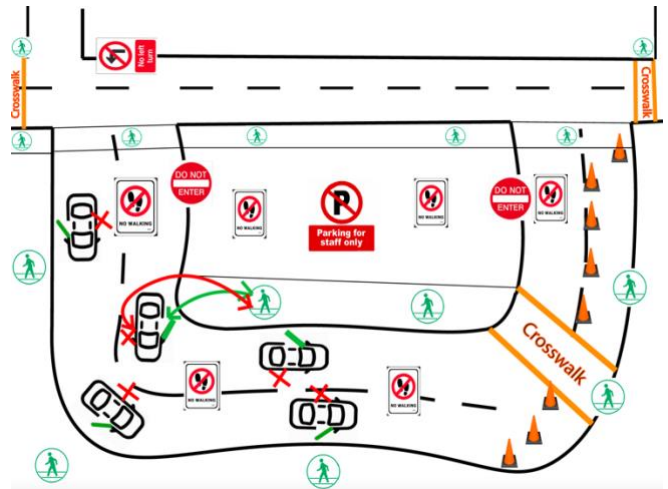 No left
turn
Crosswalk
Crosswalk
DO NOT
ENTER
NO WALKING
NO WALKING
P
Parking for
staff only
NO WALKING
DO NOT
ENTER
NO WALKING
Crosswalk
NO WALKING
NO WALKING